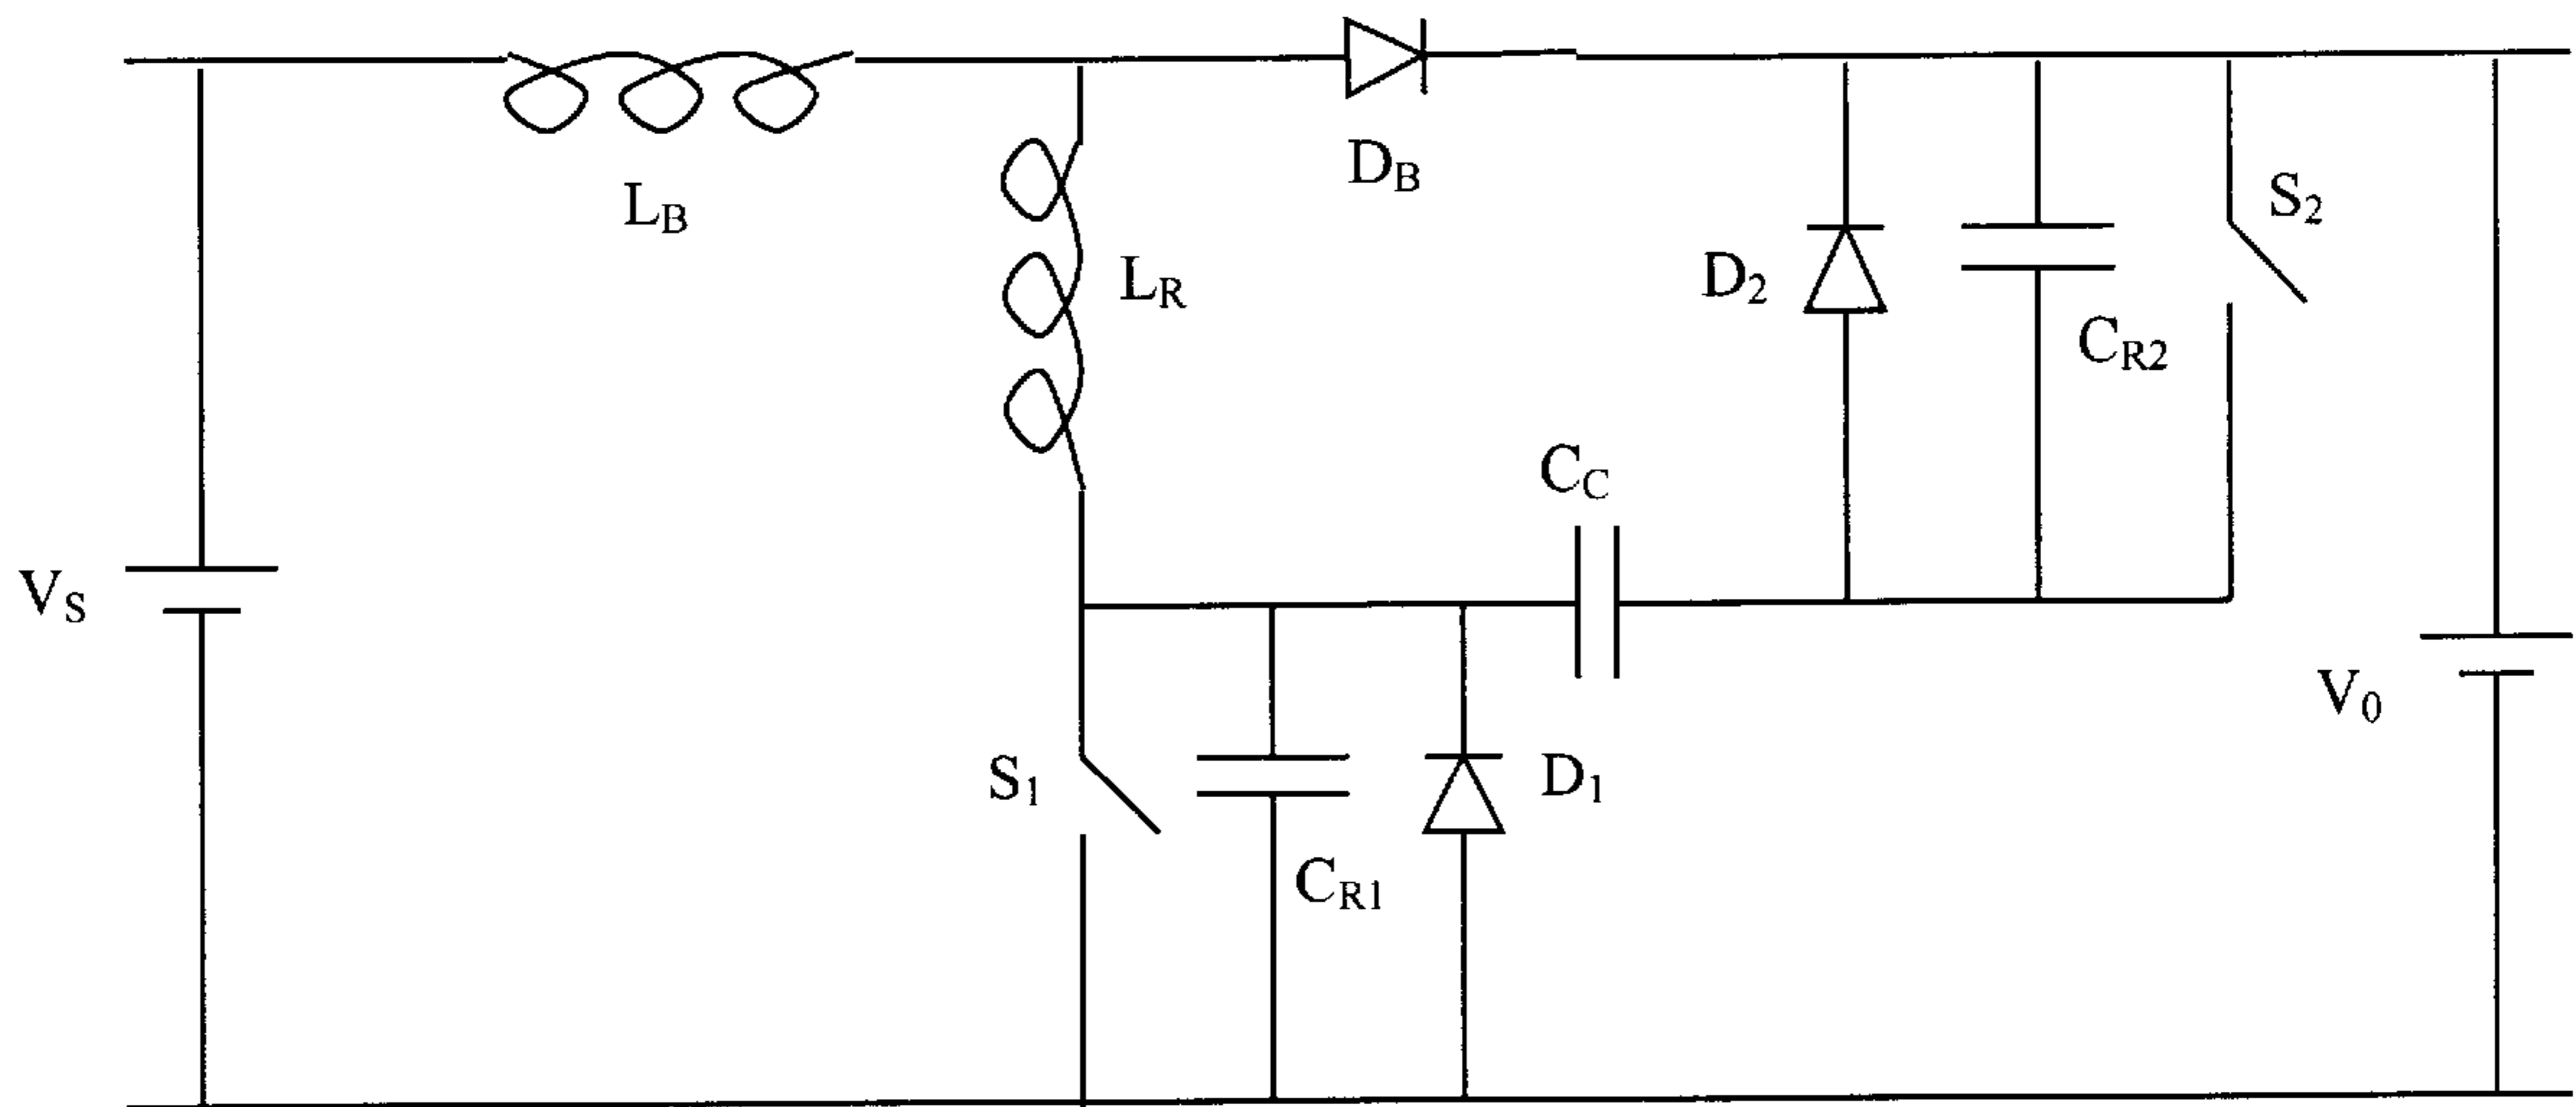 D_B
L_B
S_2
L_R
D_2
C_R2
C_C
V_S
V_0
S_1
D_1
C_R1